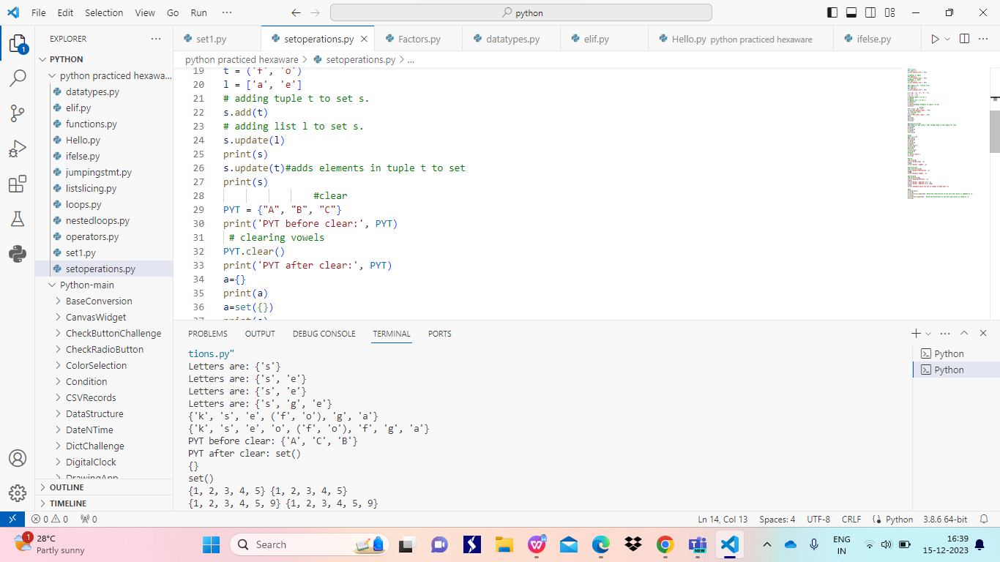 File Edit Selection View Go Run ··· python
EXPLORER ···
PYTHON
python practiced hexawa...
datatypes.py
elif.py
functions.py
Hello.py
ifelse.py
jumpingstmt.py
listslicing.py
loops.py
nestedloops.py
operators.py
set1.py
setoperations.py
Python-main
BaseConversion
CanvasWidget
CheckButtonChallenge
CheckRadioButton
ColorSelection
Condition
CSVRecords
DataStructure
DateNTime
DictChallenge
DigitalClock
DrawingApp
OUTLINE
TIMELINE
1
set1.py setoperations.py Factors.py datatypes.py elif.py Hello.py python practiced hexaware ifelse.py ···
python practiced hexaware > setoperations.py > ...
19 t = ('f', 'o')
20 l = ['a', 'e']
21 # adding tuple t to set s.
22 s.add(t)
23 # adding list l to set s.
24 s.update(l)
25 print(s)
26 s.update(t)#adds elements in tuple t to set
27 print(s)
28 #clear
29 PYT = {"A", "B", "C"}
30 print('PYT before clear:', PYT)
31 # clearing vowels
32 PYT.clear()
33 print('PYT after clear:', PYT)
34 a={}
35 print(a)
36 a=set({})
37 print(a)
PROBLEMS OUTPUT DEBUG CONSOLE TERMINAL PORTS
tions.py"
Letters are: {'s'}
Letters are: {'s', 'e'}
Letters are: {'s', 'e'}
Letters are: {'s', 'g', 'e'}
{'k', 's', 'e', ('f', 'o'), 'g', 'a'}
{'k', 's', 'e', 'o', ('f', 'o'), 'f', 'g', 'a'}
PYT before clear: {'A', 'C', 'B'}
PYT after clear: set()
{}
set()
{1, 2, 3, 4, 5} {1, 2, 3, 4, 5}
{1, 2, 3, 4, 5, 9} {1, 2, 3, 4, 5, 9}
Python
Python
0 0 0 Ln 14, Col 13 Spaces: 4 UTF-8 CRLF Python 3.8.6 64-bit
1
28°C
Partly sunny
Search
NEW
ENG
IN
16:39
15-12-2023